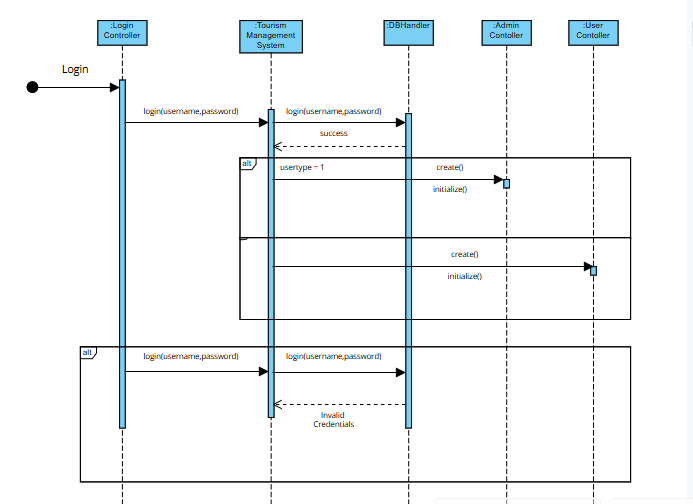 :Login
Controller
:Tourism
Management
System
:DBHandler
:Admin
Contoller
:User
Contoller
Login
login(username,password)
login(username,password)
success
alt
usertype = 1
create()
initialize()
create()
initialize()
alt
login(username,password)
login(username,password)
Invalid
Credentials